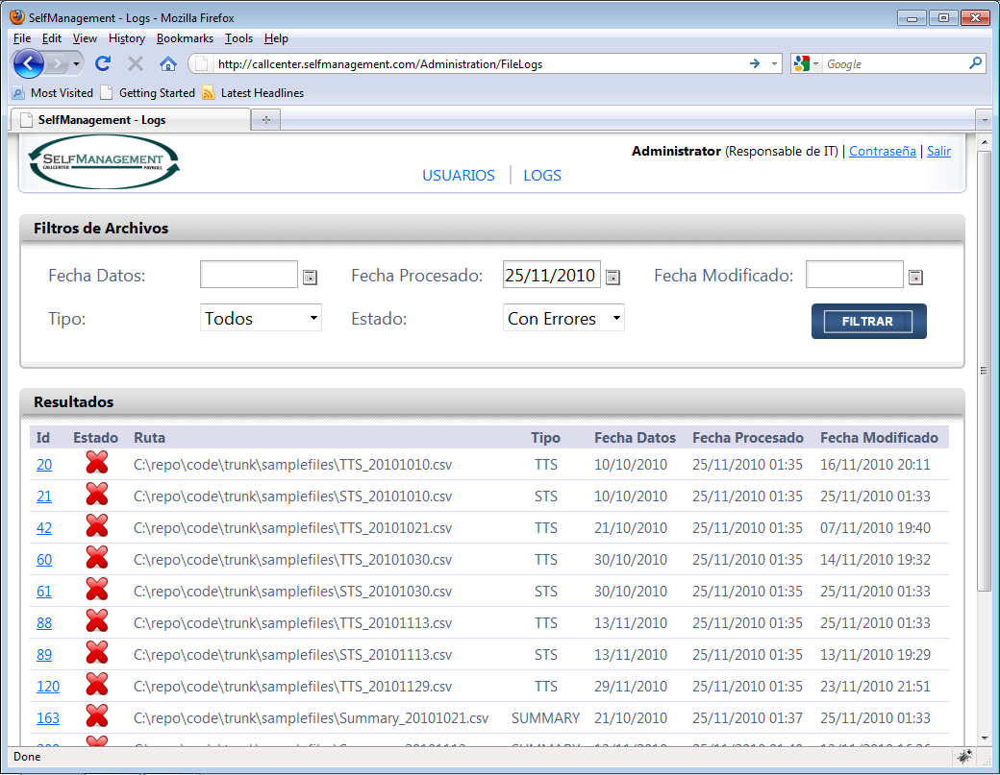 SelfManagement - Logs - Mozilla Firefox
File Edit View History Bookmarks Tools Help
http://callcenter.selfmanagement.com/Administration/FileLogs
Google
Most Visited Getting Started Latest Headlines
SelfManagement - Logs
SELFMANAGEMENT
CALLCENTER PAYROLL
Administrator (Responsable de IT) | Contraseña | Salir
USUARIOS LOGS
Filtros de Archivos
Fecha Datos: Fecha Procesado: 25/11/2010 Fecha Modificado:
Tipo: Todos Estado: Con Errores FILTRAR
Resultados
Id Estado Ruta Tipo Fecha Datos Fecha Procesado Fecha Modificado
20 C:\repo\code\trunk\samplefiles\TTS_20101010.csv TTS 10/10/2010 25/11/2010 01:35 16/11/2010 20:11
21 C:\repo\code\trunk\samplefiles\STS_20101010.csv STS 10/10/2010 25/11/2010 01:35 25/11/2010 01:33
42 C:\repo\code\trunk\samplefiles\TTS_20101021.csv TTS 21/10/2010 25/11/2010 01:35 07/11/2010 19:40
60 C:\repo\code\trunk\samplefiles\TTS_20101030.csv TTS 30/10/2010 25/11/2010 01:35 14/11/2010 19:32
61 C:\repo\code\trunk\samplefiles\STS_20101030.csv STS 30/10/2010 25/11/2010 01:35 25/11/2010 01:33
88 C:\repo\code\trunk\samplefiles\TTS_20101113.csv TTS 13/11/2010 25/11/2010 01:35 25/11/2010 01:33
89 C:\repo\code\trunk\samplefiles\STS_20101113.csv STS 13/11/2010 25/11/2010 01:35 13/11/2010 19:29
120 C:\repo\code\trunk\samplefiles\TTS_20101129.csv TTS 29/11/2010 25/11/2010 01:35 23/11/2010 21:51
163 C:\repo\code\trunk\samplefiles\Summary_20101021.csv SUMMARY 21/10/2010 25/11/2010 01:37 25/11/2010 01:33
Done